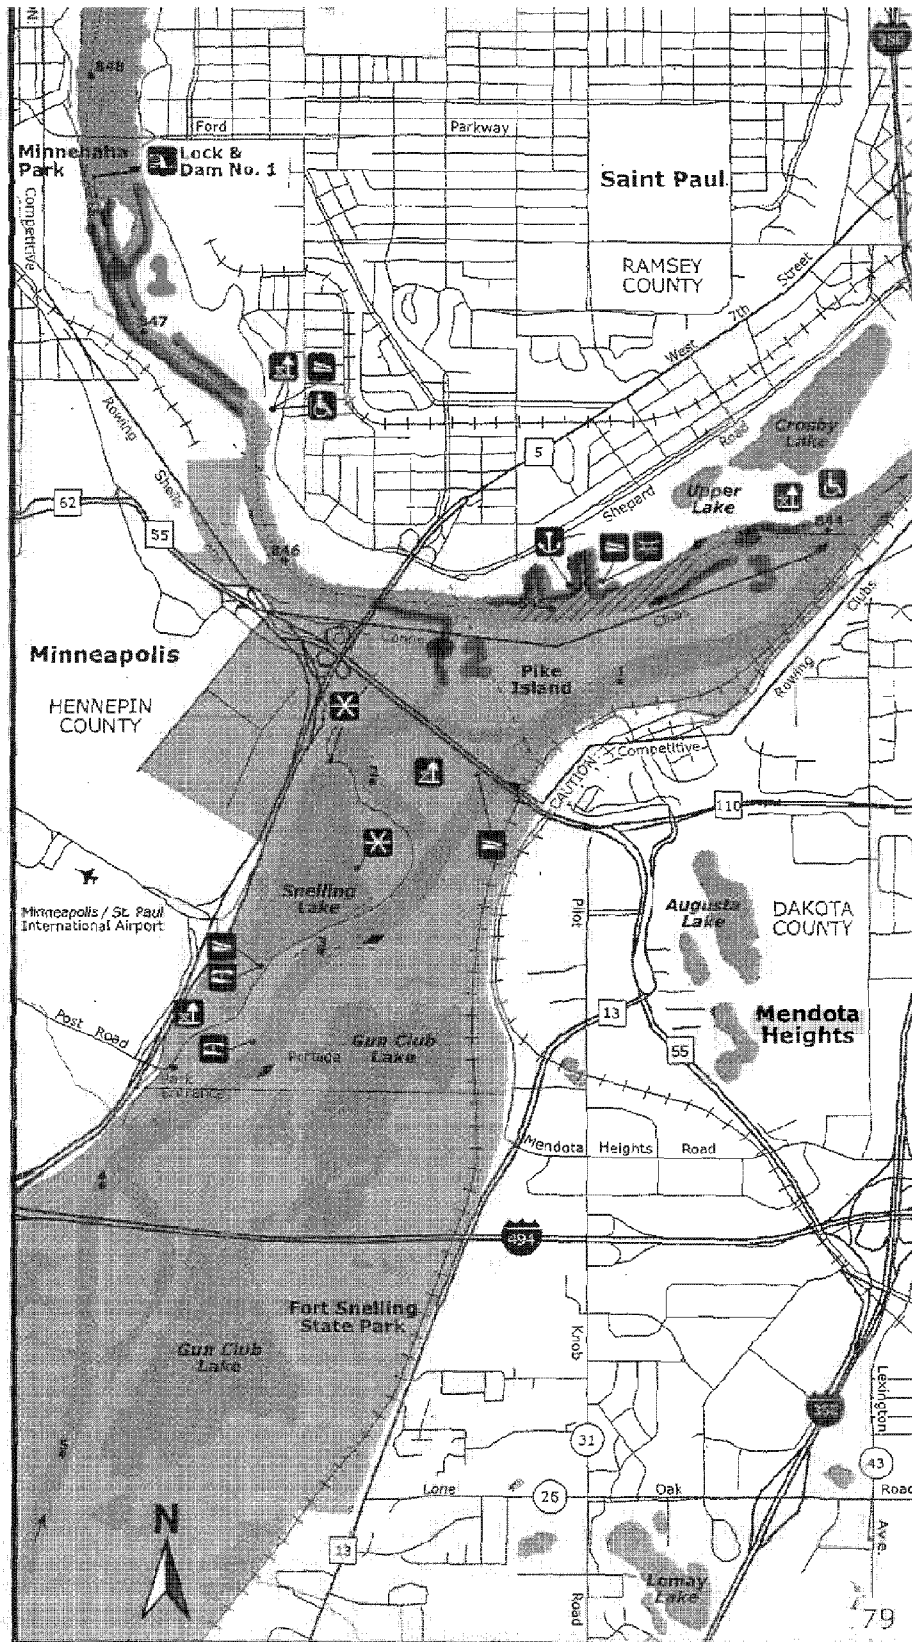 848
Ford
Parkway
Minnehaha
Park
Lock &
Dam No. 1
Saint Paul
Competitive
RAMSEY
COUNTY
West
7th
Street
1
847
Rowing
Shells
5
Crosby
Lake
Shepard
Road
Upper
Lake
62
55
846
844
3
Clubs
Minneapolis
HENNEPIN
COUNTY
2
Pike
Island
Rowing
Competitive
CAUTION:
110
Snelling
Lake
Minneapolis / St. Paul
International Airport
Pilot
Augusta
Lake
DAKOTA
COUNTY
Post Road
13
Mendota
Heights
Gun Club
Lake
Portage
Park
Entrance
55
Mendota
Heights
Road
494
Fort Snelling
State Park
Gun Club
Lake
Knob
Lexington
31
43
Lone
26
Oak
Road
N
13
Ave.
Lemay
Lake
Road
79